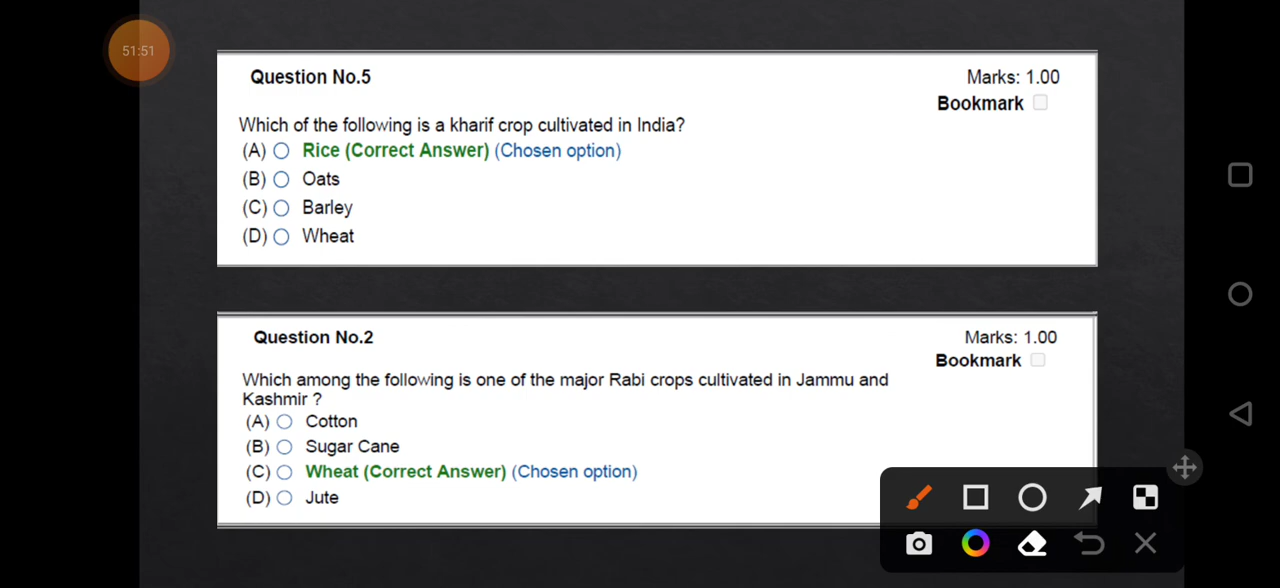 51:51
Question No.5
Marks: 1.00
Bookmark
Which of the following is a kharif crop cultivated in India?
(A) Rice (Correct Answer) (Chosen option)
(B) Oats
(C) Barley
(D) Wheat
Question No.2
Marks: 1.00
Bookmark
Which among the following is one of the major Rabi crops cultivated in Jammu and
Kashmir ?
(A) Cotton
(B) Sugar Cane
(C) Wheat (Correct Answer) (Chosen option)
(D) Jute